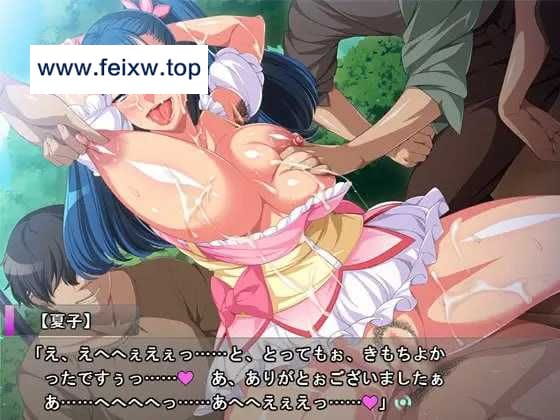 www.feixw.top
【夏子】
「え、えへへぇえぇっ……と、とってもぉ、きもちよか
ったですぅっ……♥　あ、ありがとぉございましたぁ
あ……へへへへっ……あへへぇえぇっ……♥」